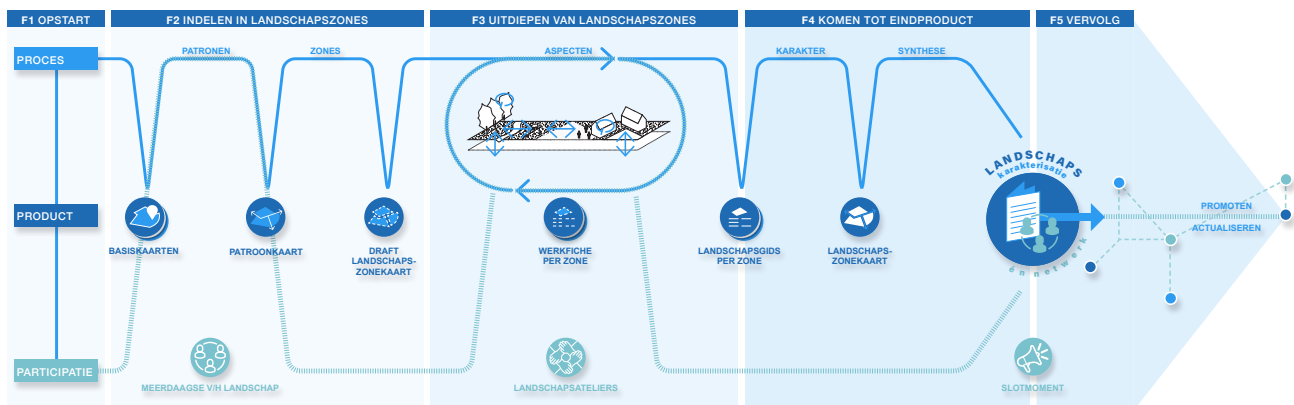 F1 OPSTART
F2 INDELEN IN LANDSCHAPSZONES
F3 UITDIEPEN VAN LANDSCHAPSZONES
F4 KOMEN TOT EINDPRODUCT
F5 VERVOLG
PROCES
PATRONEN
ZONES
ASPECTEN
KARAKTER
SYNTHESE
LANDSCHAPS
karakterisatie
én netwerk
PRODUCT
BASISKAARTEN
PATROONKAART
DRAFT
LANDSCHAPS-
ZONEKAART
WERKFICHE
PER ZONE
LANDSCHAPSGIDS
PER ZONE
LANDSCHAPS-
ZONEKAART
PROMOTEN
ACTUALISEREN
PARTICIPATIE
MEERDAAGSE V/H LANDSCHAP
LANDSCHAPSATELIERS
SLOTMOMENT